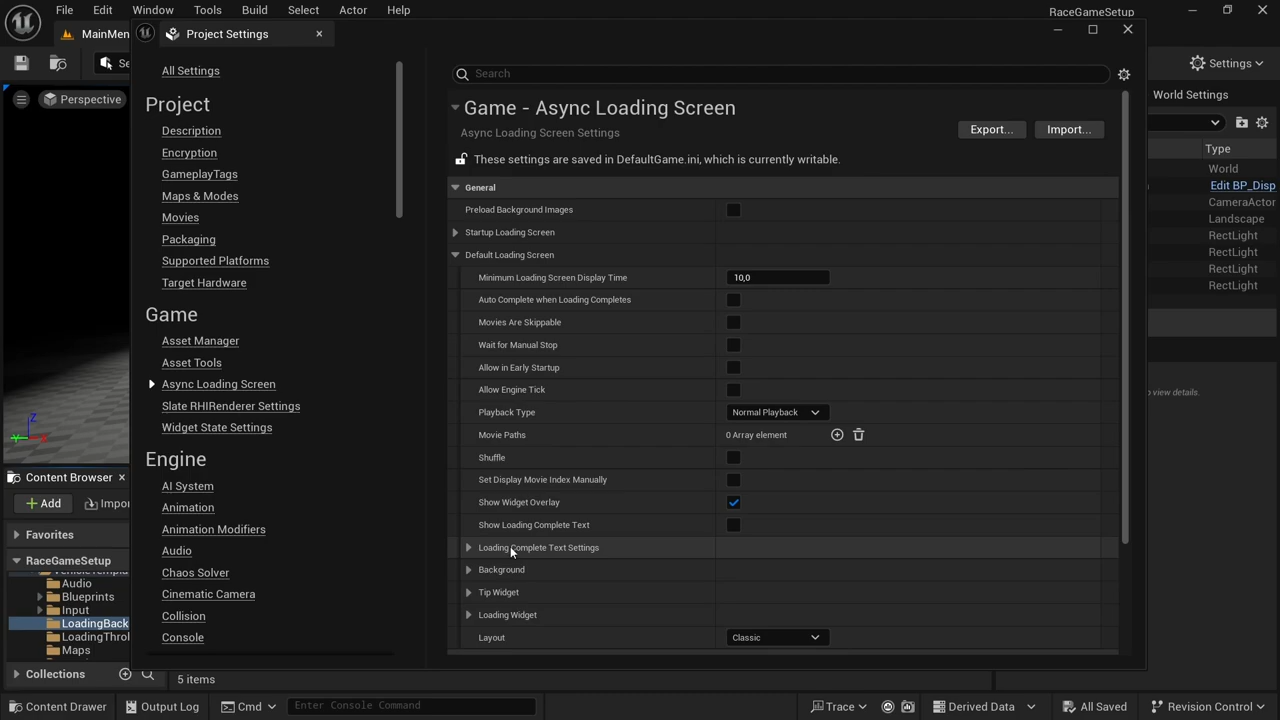 File Edit Window Tools Build Select Actor Help
RaceGameSetup
MainMen
Project Settings
Se
Settings
Perspective
All Settings
Project
Description
Encryption
GameplayTags
Maps & Modes
Movies
Packaging
Supported Platforms
Target Hardware
Game
Asset Manager
Asset Tools
Async Loading Screen
Slate RHIRenderer Settings
Widget State Settings
Engine
AI System
Animation
Animation Modifiers
Audio
Chaos Solver
Cinematic Camera
Collision
Console
Search
Game - Async Loading Screen
Async Loading Screen Settings
Export... Import...
These settings are saved in DefaultGame.ini, which is currently writable.
General
Preload Background Images
Startup Loading Screen
Default Loading Screen
Minimum Loading Screen Display Time 10,0
Auto Complete when Loading Completes
Movies Are Skippable
Wait for Manual Stop
Allow in Early Startup
Allow Engine Tick
Playback Type Normal Playback
Movie Paths 0 Array element
Shuffle
Set Display Movie Index Manually
Show Widget Overlay
Show Loading Complete Text
Loading Complete Text Settings
Background
Tip Widget
Loading Widget
Layout Classic
World Settings
Type
World
Edit BP_Disp
CameraActor
Landscape
RectLight
RectLight
RectLight
RectLight
view details.
Z
Content Browser
Add Impor
Favorites
RaceGameSetup
Audio
Blueprints
Input
LoadingBack
LoadingThro
Maps
Collections
5 items
Content Drawer Output Log Cmd Enter Console Command Trace Derived Data All Saved Revision Control